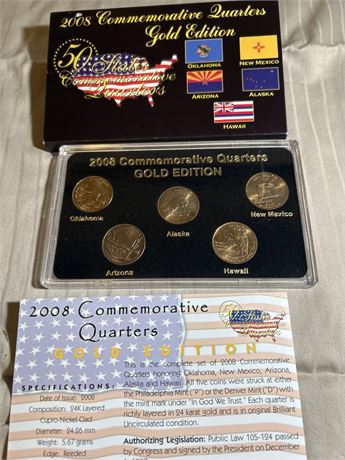 2008 Commemorative Quarters
Gold Edition
50 States
Commemorative
Quarters
OKLAHOMA
NEW MEXICO
ARIZONA
ALASKA
HAWAII
2008 Commemorative Quarters
GOLD EDITION
Oklahoma
Alaska
New Mexico
Arizona
Hawaii
2008 Commemorative
Quarters
GOLD EDITION
SPECIFICATIONS:
Date of Issue: 2008
Composition: 24K Layered
Cupro-Nickel Clad
Diameter: 24.26 mm
Weight: 5.67 grams
Edge: Reeded
This is the complete set of 2008 Commemorative
Quarters honoring Oklahoma, New Mexico, Arizona,
Alaska and Hawaii. All five coins were struck at either
the Philadelphia Mint ("P") or the Denver Mint ("D") with
the mint mark under "In God We Trust." Each quarter is
richly layered in 24 karat gold and is in original Brilliant
Uncirculated condition.
Authorizing Legislation: Public Law 105-124 passed
by Congress and signed by the President on December